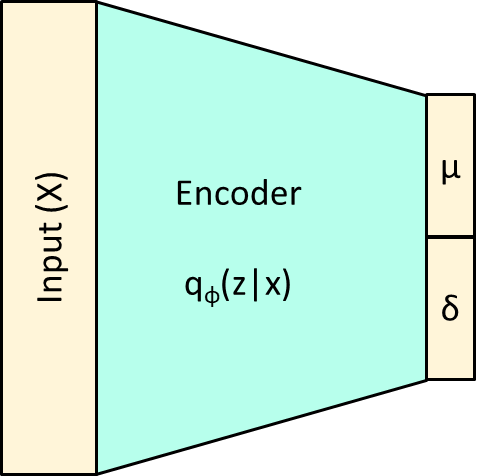 Input (X)
Encoder
qϕ(z|x)
μ
δ